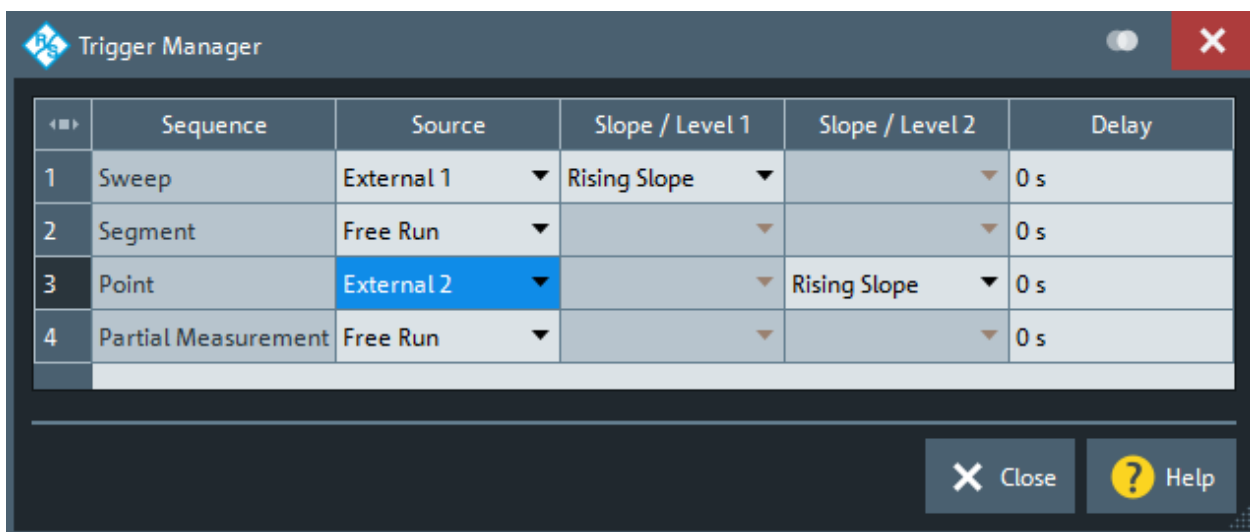 R&S Trigger Manager
Sequence Source Slope / Level 1 Slope / Level 2 Delay
1 Sweep External 1 Rising Slope 0 s
2 Segment Free Run 0 s
3 Point External 2 Rising Slope 0 s
4 Partial Measurement Free Run 0 s
Close ? Help